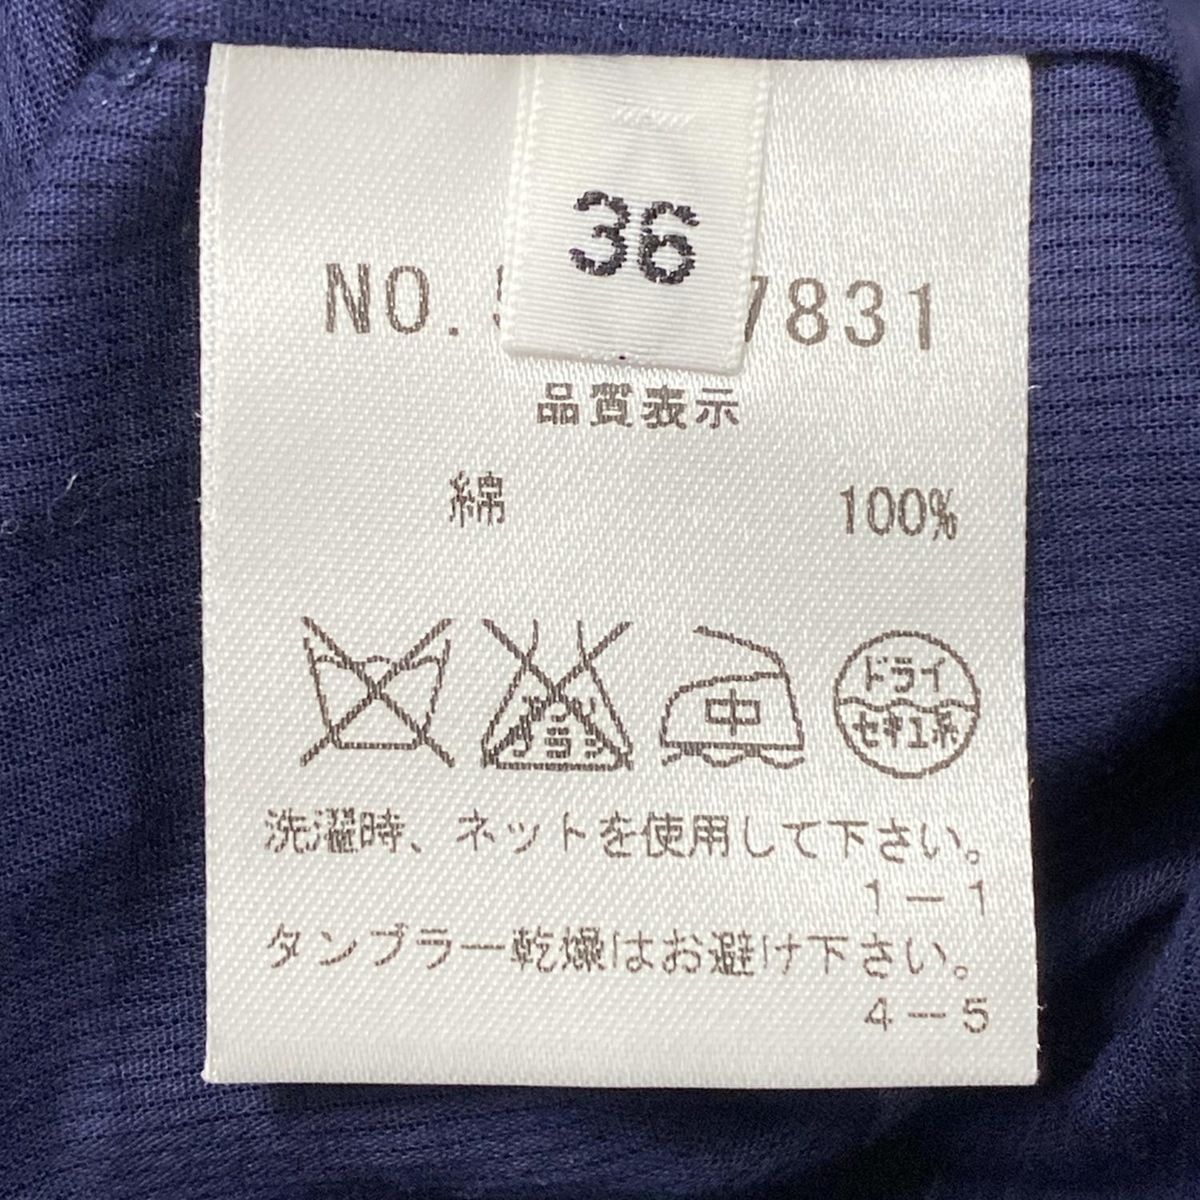 36
NO. 7831
品質表示
綿 100%
中
ドライ
セキユ系
洗濯時、ネットを使用して下さい。
1-1
タンブラー乾燥はお避け下さい。
4-5